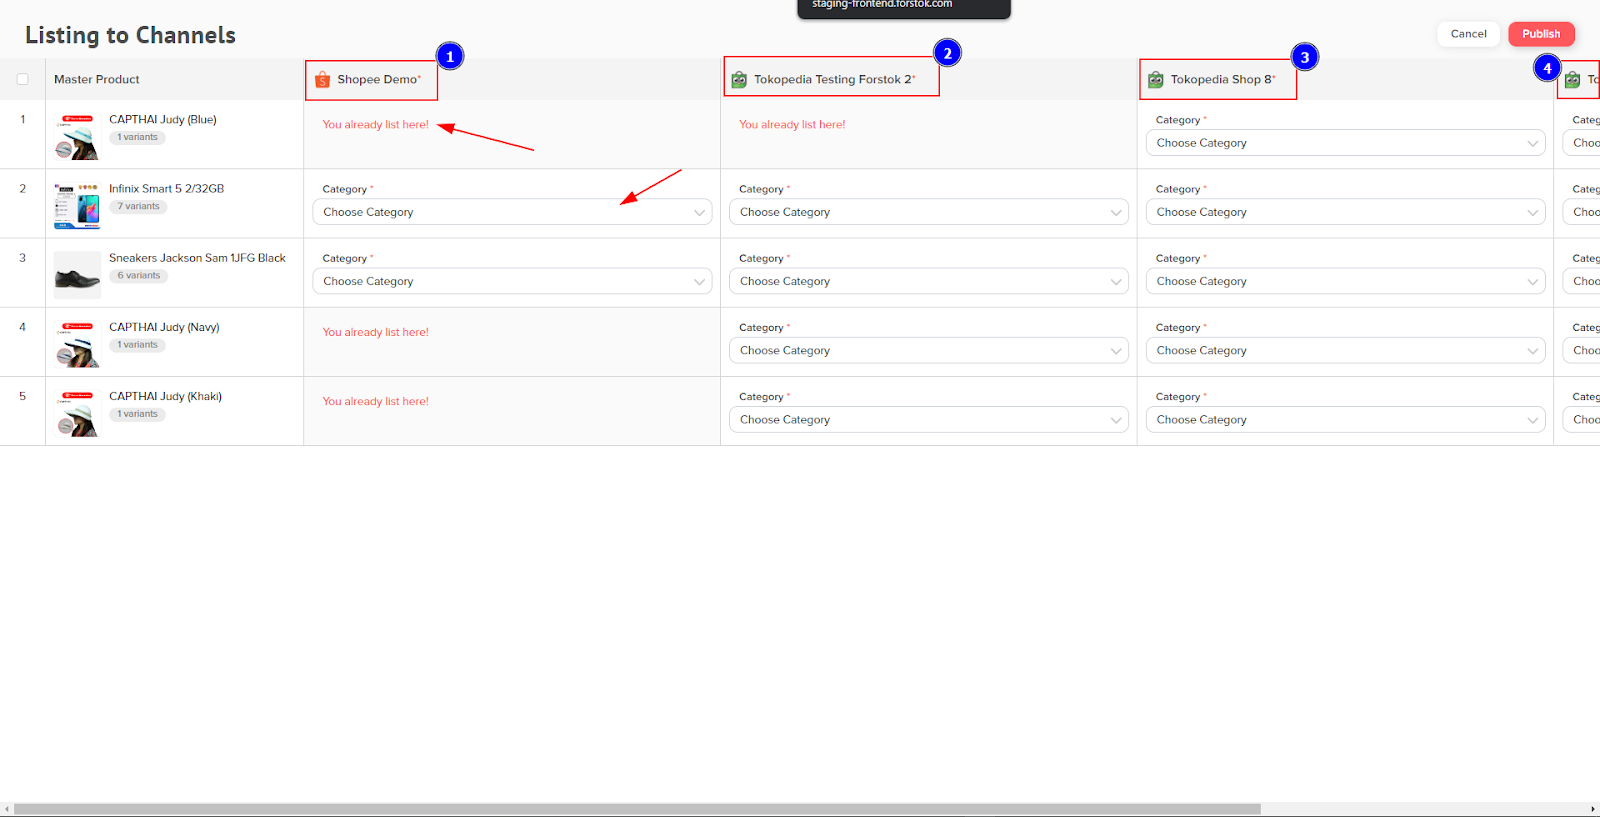 staging-frontend.forstok.com
Listing to Channels
Cancel
Publish
1
2
3
4
Master Product
Shopee Demo*
Tokopedia Testing Forstok 2*
Tokopedia Shop 8*
To
1
CAPTHAI Judy (Blue)
1 variants
You already list here!
You already list here!
Category *
Choose Category
Categ
Choo
2
Infinix Smart 5 2/32GB
7 variants
Category *
Choose Category
Category *
Choose Category
Category *
Choose Category
Categ
Choo
3
Sneakers Jackson Sam 1JFG Black
6 variants
Category *
Choose Category
Category *
Choose Category
Category *
Choose Category
Categ
Choo
4
CAPTHAI Judy (Navy)
1 variants
You already list here!
Category *
Choose Category
Category *
Choose Category
Categ
Choo
5
CAPTHAI Judy (Khaki)
1 variants
You already list here!
Category *
Choose Category
Category *
Choose Category
Categ
Choo